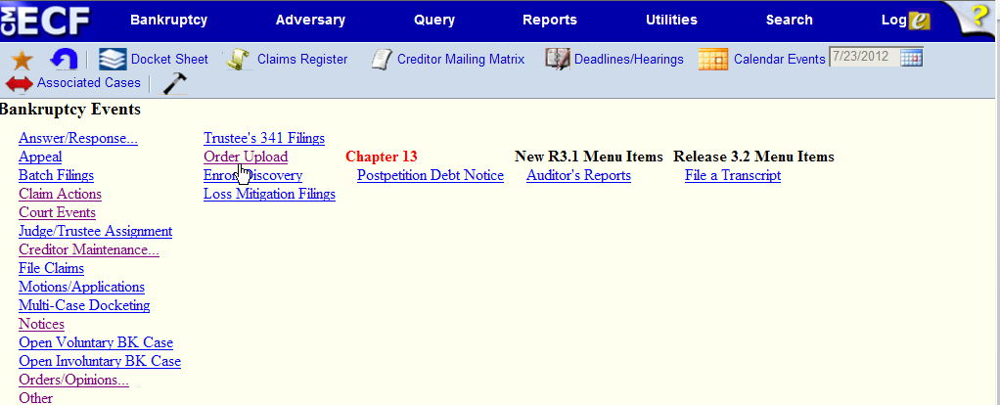 CM ECF Bankruptcy Adversary Query Reports Utilities Search Log e ?
Docket Sheet Claims Register Creditor Mailing Matrix Deadlines/Hearings Calendar Events 7/23/2012
Associated Cases
Bankruptcy Events
Answer/Response... Trustee's 341 Filings
Appeal Order Upload Chapter 13 New R3.1 Menu Items Release 3.2 Menu Items
Batch Filings Enron Discovery Postpetition Debt Notice Auditor's Reports File a Transcript
Claim Actions Loss Mitigation Filings
Court Events
Judge/Trustee Assignment
Creditor Maintenance...
File Claims
Motions/Applications
Multi-Case Docketing
Notices
Open Voluntary BK Case
Open Involuntary BK Case
Orders/Opinions...
Other